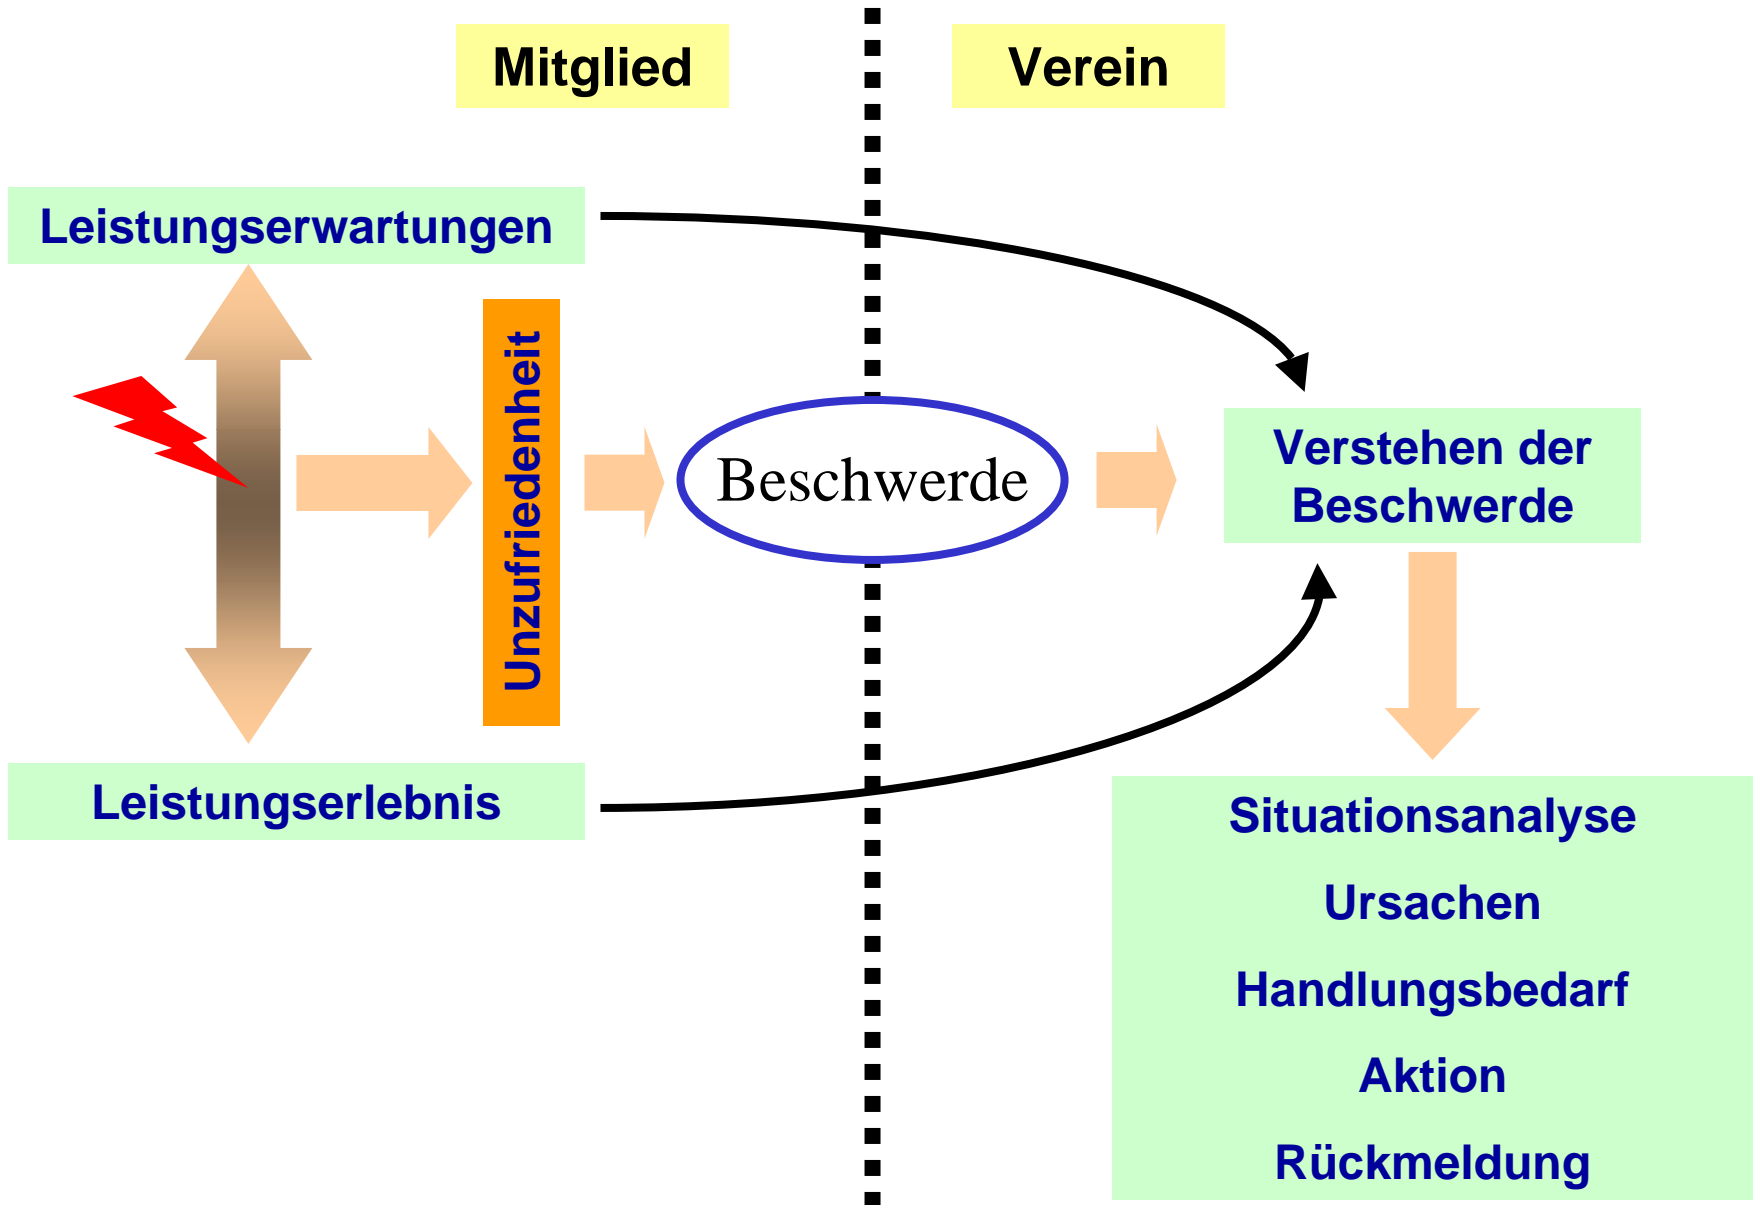 Mitglied
Verein
Leistungserwartungen
Unzufriedenheit
Beschwerde
Verstehen der
Beschwerde
Leistungserlebnis
Situationsanalyse
Ursachen
Handlungsbedarf
Aktion
Rückmeldung